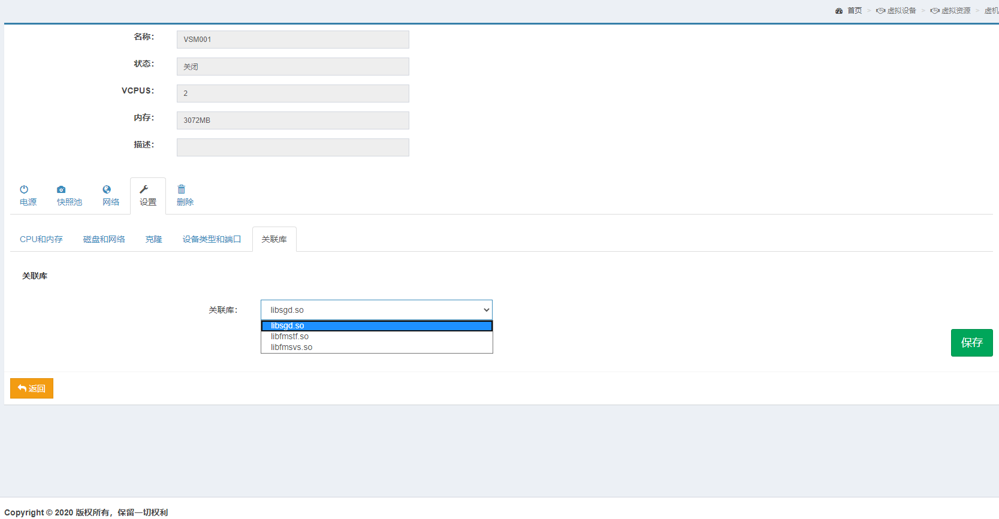 首页 > 虚拟设备 > 虚拟资源 > 虚机
名称：
VSM001
状态：
关闭
VCPUS：
2
内存：
3072MB
描述：
电源
快照池
网络
设置
删除
CPU和内存
磁盘和网络
克隆
设备类型和端口
关联库
关联库
关联库：
libsgd.so
libsgd.so
libfmstf.so
libfmsvs.so
保存
返回
Copyright © 2020 版权所有，保留一切权利